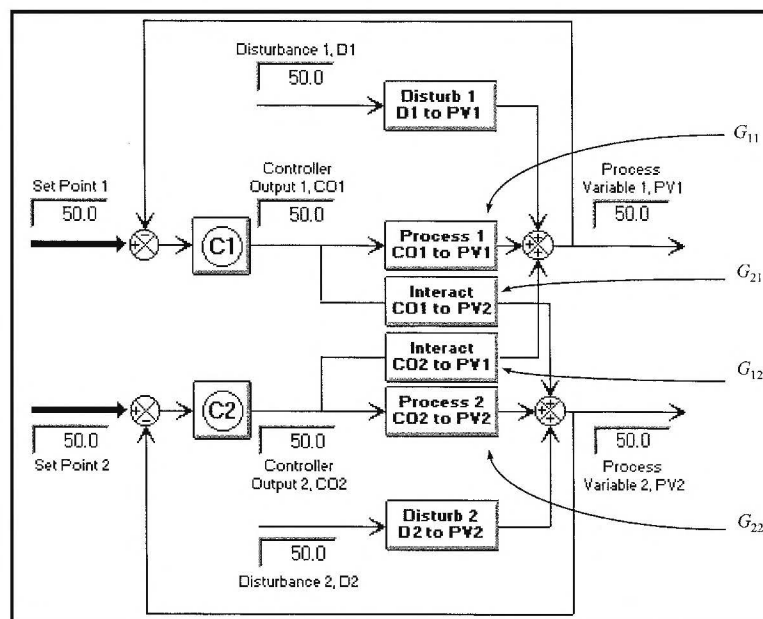 Disturbance 1, D1
50.0
Disturb 1
D1 to PV1
G11
Set Point 1
50.0
Controller
Output 1, CO1
50.0
Process
Variable 1, PV1
50.0
C1
Process 1
CO1 to PV1
Interact
CO1 to PV2
G21
Interact
CO2 to PV1
G12
C2
Process 2
CO2 to PV2
50.0
Set Point 2
50.0
Controller
Output 2, CO2
50.0
Process
Variable 2, PV2
Disturb 2
D2 to PV2
G22
50.0
Disturbance 2, D2